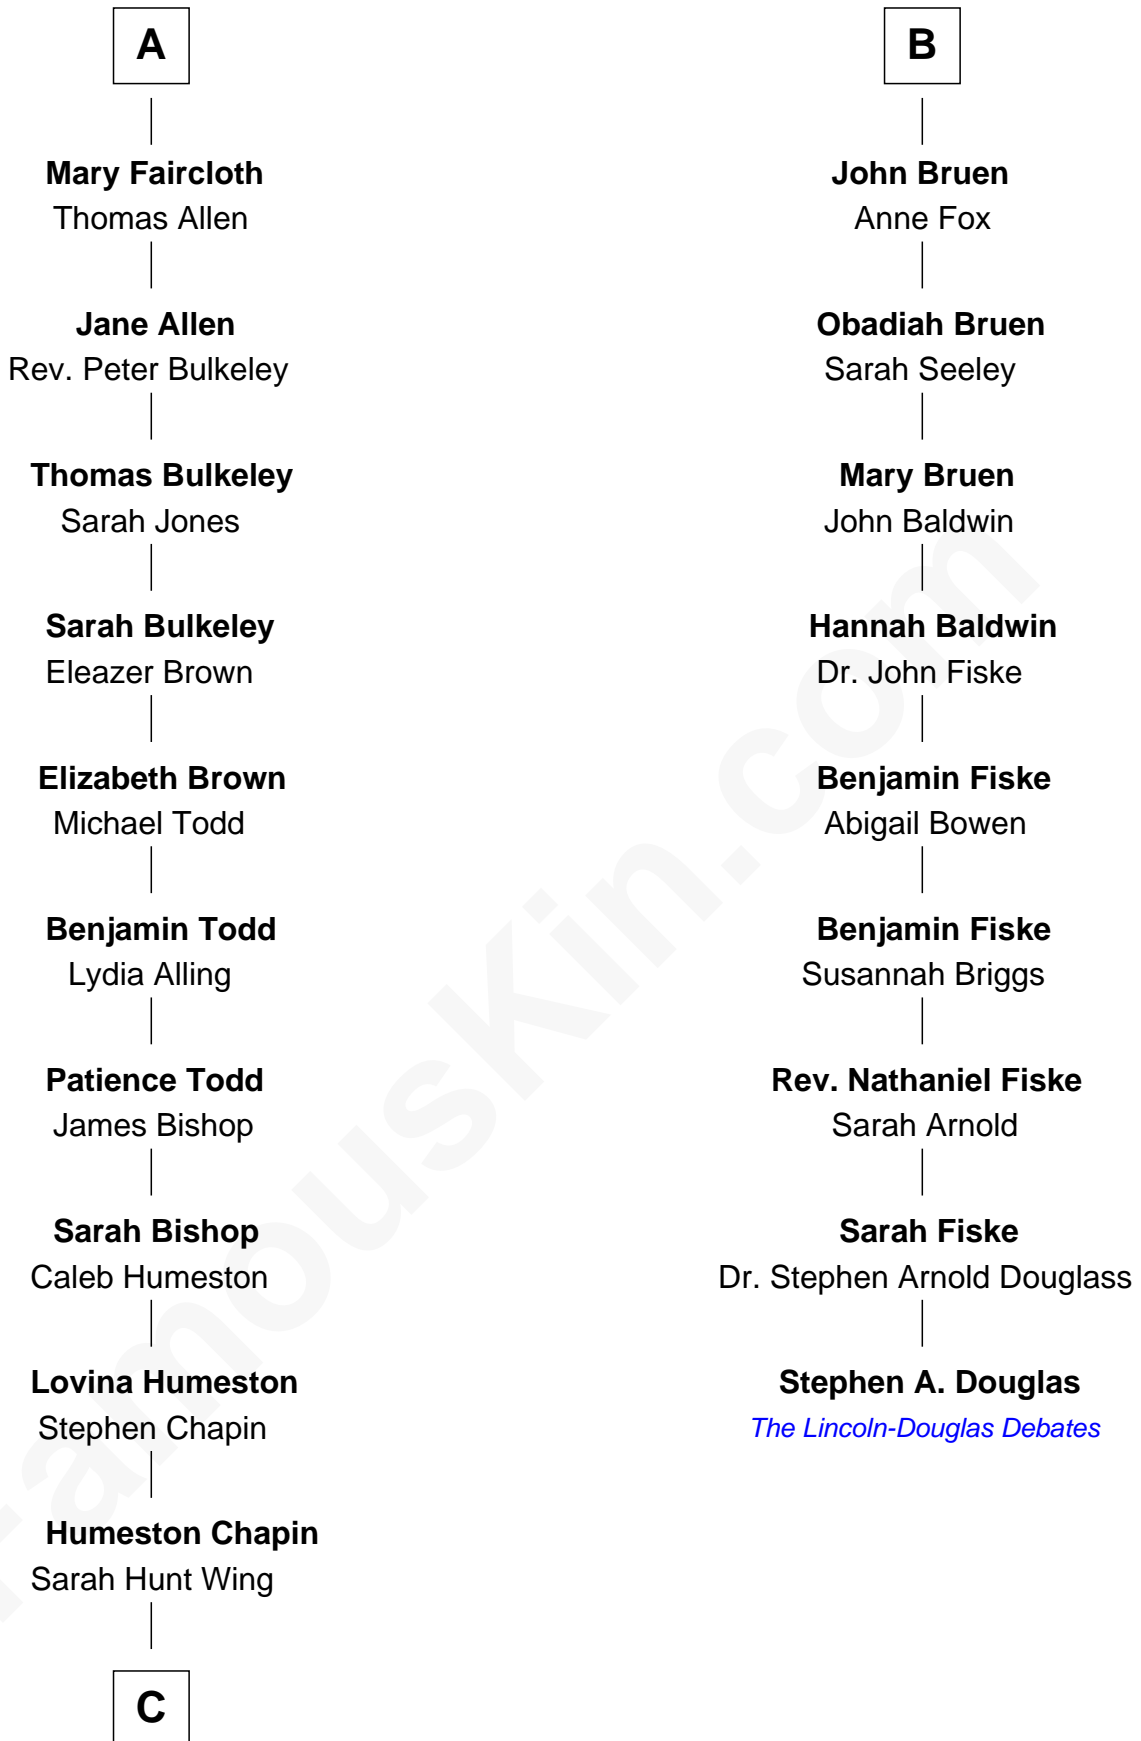 A
Mary Faircloth
Thomas Allen
Jane Allen
Rev. Peter Bulkeley
Thomas Bulkeley
Sarah Jones
Sarah Bulkeley
Eleazer Brown
Elizabeth Brown
Michael Todd
Benjamin Todd
Lydia Alling
Patience Todd
James Bishop
Sarah Bishop
Caleb Humeston
Lovina Humeston
Stephen Chapin
Humeston Chapin
Sarah Hunt Wing
C
B
John Bruen
Anne Fox
Obadiah Bruen
Sarah Seeley
Mary Bruen
John Baldwin
Hannah Baldwin
Dr. John Fiske
Benjamin Fiske
Abigail Bowen
Benjamin Fiske
Susannah Briggs
Rev. Nathaniel Fiske
Sarah Arnold
Sarah Fiske
Dr. Stephen Arnold Douglass
Stephen A. Douglas
The Lincoln-Douglas Debates
FamousKin.com